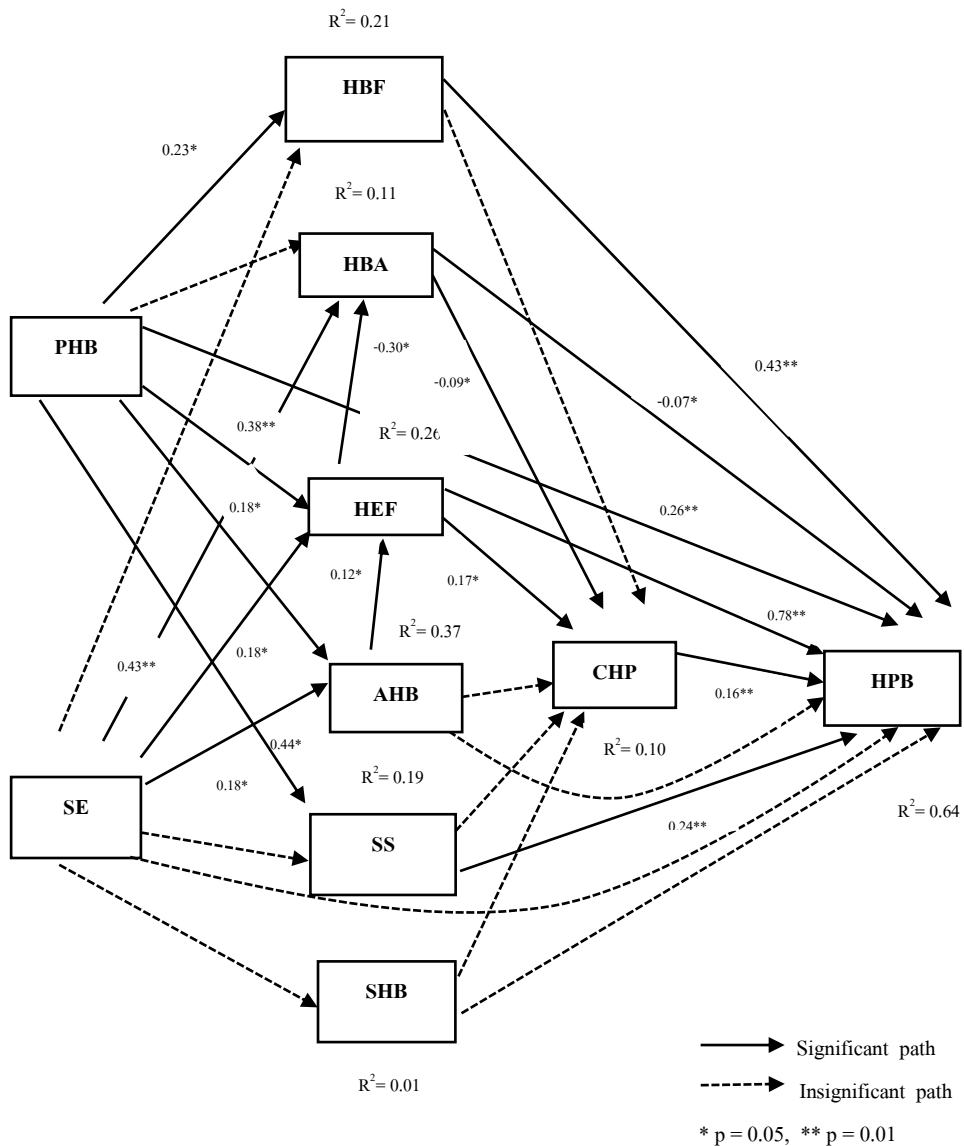 R²= 0.21
HBF
0.23*
R²= 0.11
HBA
PHB
-0.30*
-0.09*
0.43**
-0.07*
0.38**
R²= 0.26
HEF
0.18*
0.26**
0.12*
0.17*
R²= 0.37
0.78**
0.43**
0.18*
AHB
CHP
HPB
0.16**
0.44*
R²= 0.10
0.18*
R²= 0.19
SE
SS
0.24**
R²= 0.64
SHB
Significant path
R²= 0.01
Insignificant path
* p = 0.05, ** p = 0.01